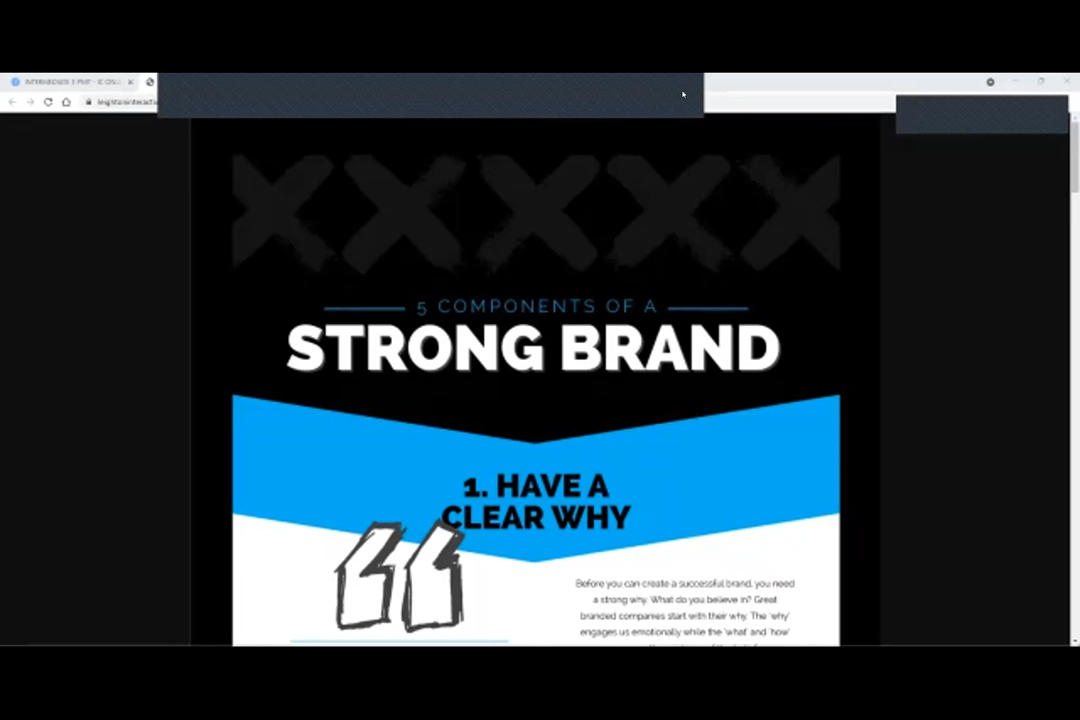 5 COMPONENTS OF A
STRONG BRAND
1. HAVE A
CLEAR WHY
Before you can create a successful brand, you need
a strong why. What do you believe in? Great
branded companies start with their why. The 'why'
engages us emotionally while the 'what' and 'how'